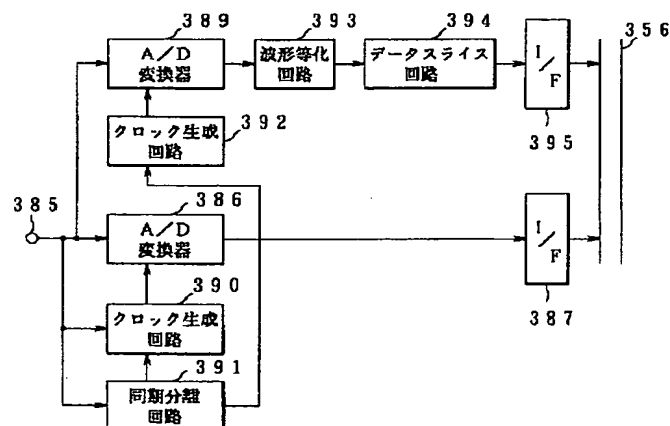 389
393
394
356
A/D
変換器
波形等化
回路
データスライス
回路
I/F
395
392
クロック生成
回路
385
386
A/D
変換器
I/F
387
390
クロック生成
回路
391
同期分離
回路